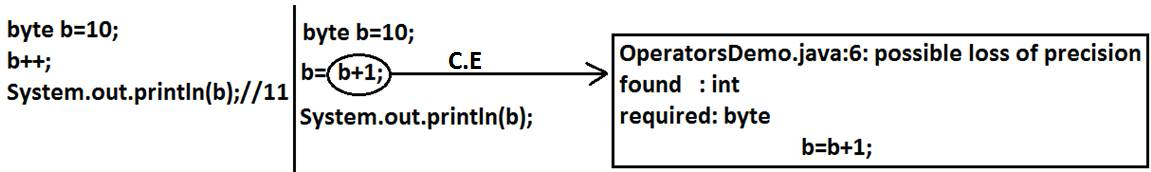 byte b=10;
b++;
System.out.println(b);//11
byte b=10;
b= b+1;
C.E
System.out.println(b);
OperatorsDemo.java:6: possible loss of precision
found : int
required: byte
b=b+1;